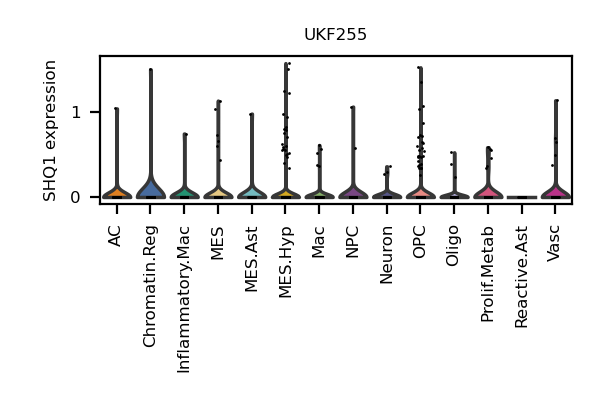 UKF255
SHQ1 expression
1
0
AC
Chromatin.Reg
Inflammatory.Mac
MES
MES.Ast
MES.Hyp
Mac
NPC
Neuron
OPC
Oligo
Prolif.Metab
Reactive.Ast
Vasc